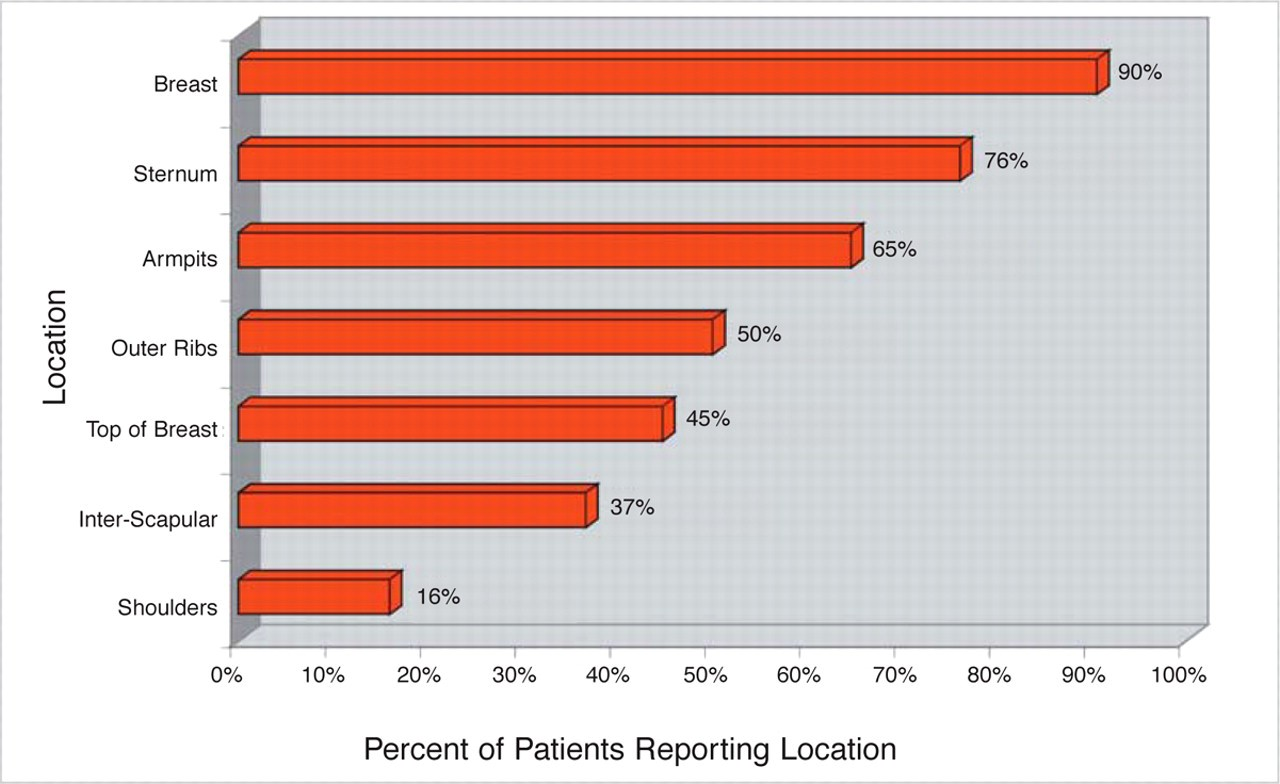 Breast
90%
Sternum
76%
Armpits
65%
Outer Ribs
50%
Top of Breast
45%
Inter-Scapular
37%
Shoulders
16%
Location
0% 10% 20% 30% 40% 50% 60% 70% 80% 90% 100%
Percent of Patients Reporting Location